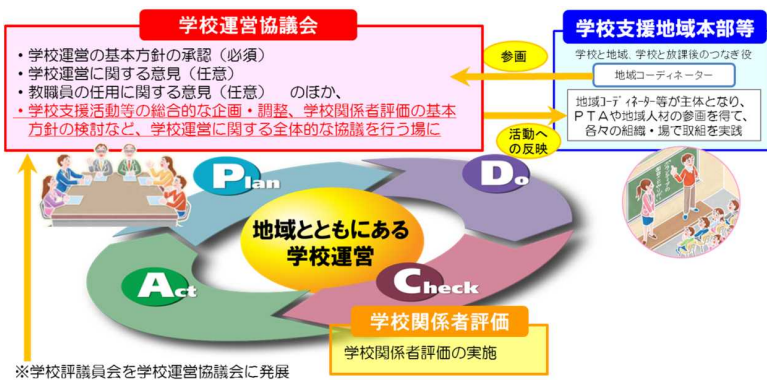 学校運営協議会
・学校運営の基本方針の承認（必須）
・学校運営に関する意見（任意）
・教職員の任用に関する意見（任意）　のほか、
・学校支援活動等の総合的な企画・調整、学校関係者評価の基本
方針の検討など、学校運営に関する全体的な協議を行う場に
参画
活動へ
の反映
学校支援地域本部等
学校と地域、学校と放課後のつなぎ役
地域コーディネーター
地域ｺｰﾃﾞｨﾈｰﾀｰ等が主体となり、
ＰＴＡや地域人材の参画を得て、
各々の組織・場で取組を実践
Plan
Do
地域とともにある
学校運営
Act
Check
学校関係者評価
学校関係者評価の実施
※学校評議員会を学校運営協議会に発展